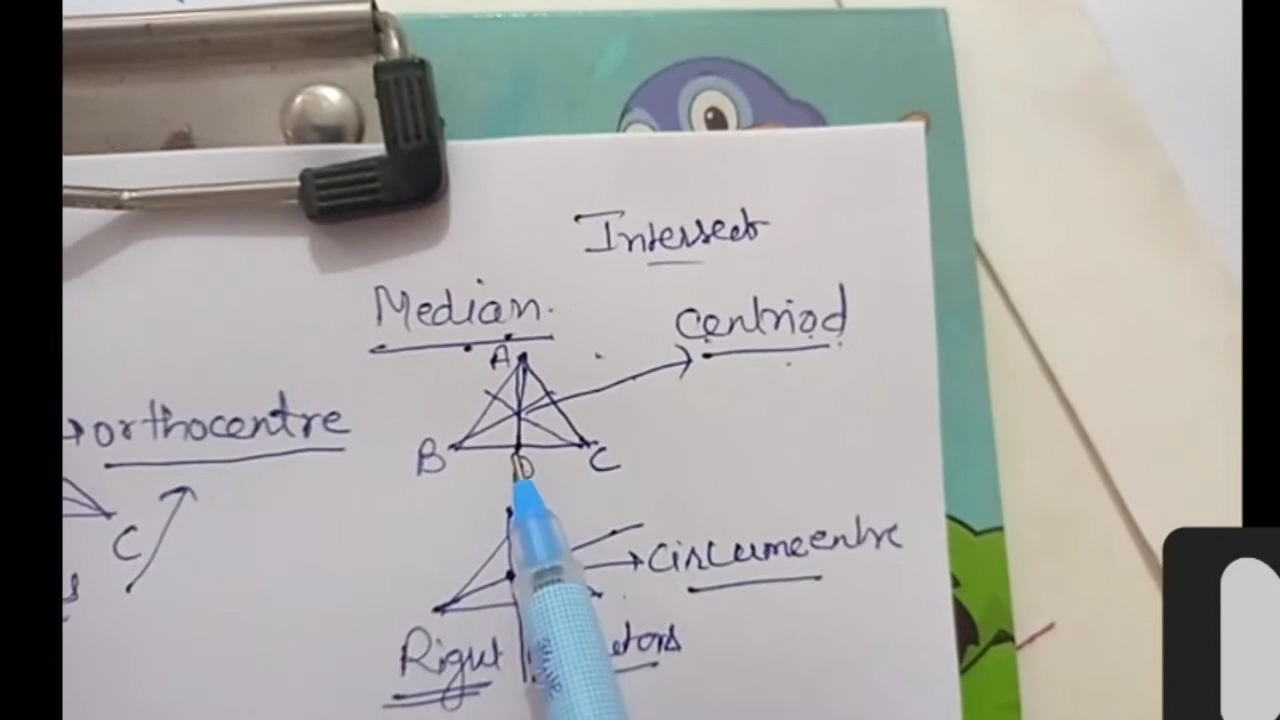 Intersect
Median.
Centriod
A
orthocentre
B D C
C
Circumcentre
Right